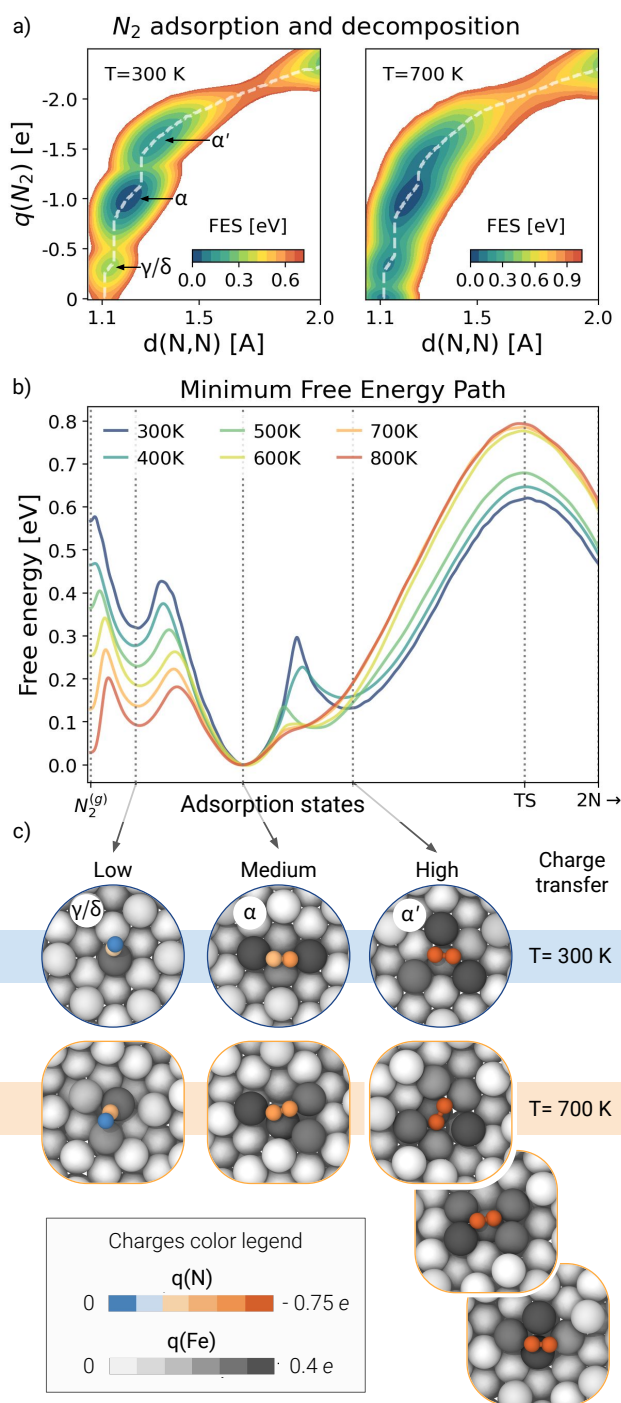 a)
N₂ adsorption and decomposition
T=300 K
T=700 K
q(N₂) [e]
-2.0
-1.5
-1.0
-0.5
0
α′
α
γ/δ
FES [eV]
0.0 0.3 0.6
FES [eV]
0.0 0.3 0.6 0.9
1.1 1.5 2.0
1.1 1.5 2.0
d(N,N) [A]
d(N,N) [A]
b)
Minimum Free Energy Path
Free energy [eV]
0.8
0.7
0.6
0.5
0.4
0.3
0.2
0.1
0.0
300K 500K 700K
400K 600K 800K
N₂⁽ᵍ⁾
Adsorption states
TS
2N →
c)
Low
Medium
High
Charge
transfer
γ/δ
α
α′
T= 300 K
T= 700 K
Charges color legend
q(N)
0 - 0.75 e
q(Fe)
0 0.4 e